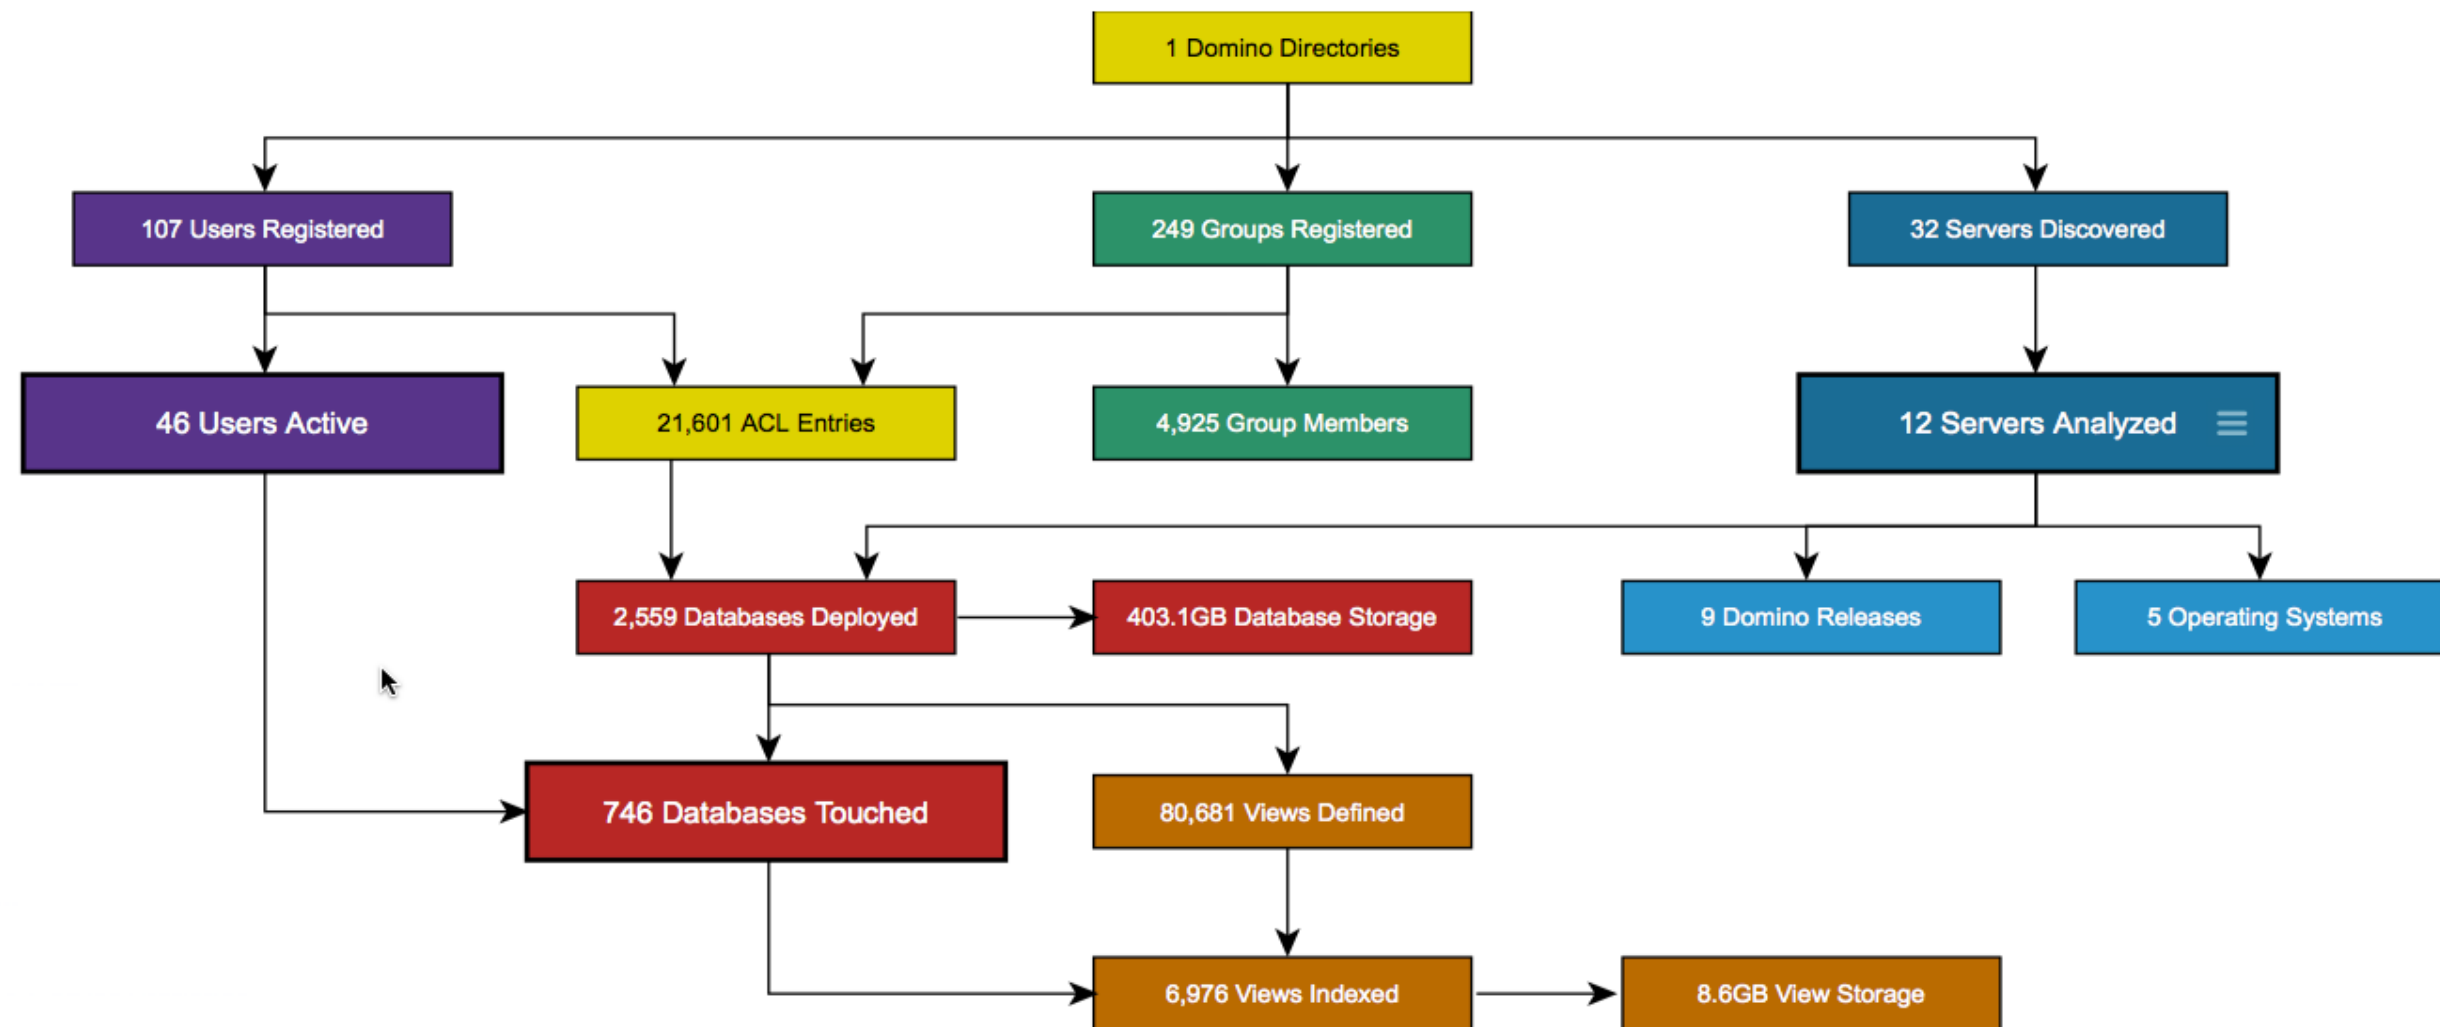 1 Domino Directories
107 Users Registered
249 Groups Registered
32 Servers Discovered
46 Users Active
21,601 ACL Entries
4,925 Group Members
12 Servers Analyzed
2,559 Databases Deployed
403.1GB Database Storage
9 Domino Releases
5 Operating Systems
746 Databases Touched
80,681 Views Defined
6,976 Views Indexed
8.6GB View Storage